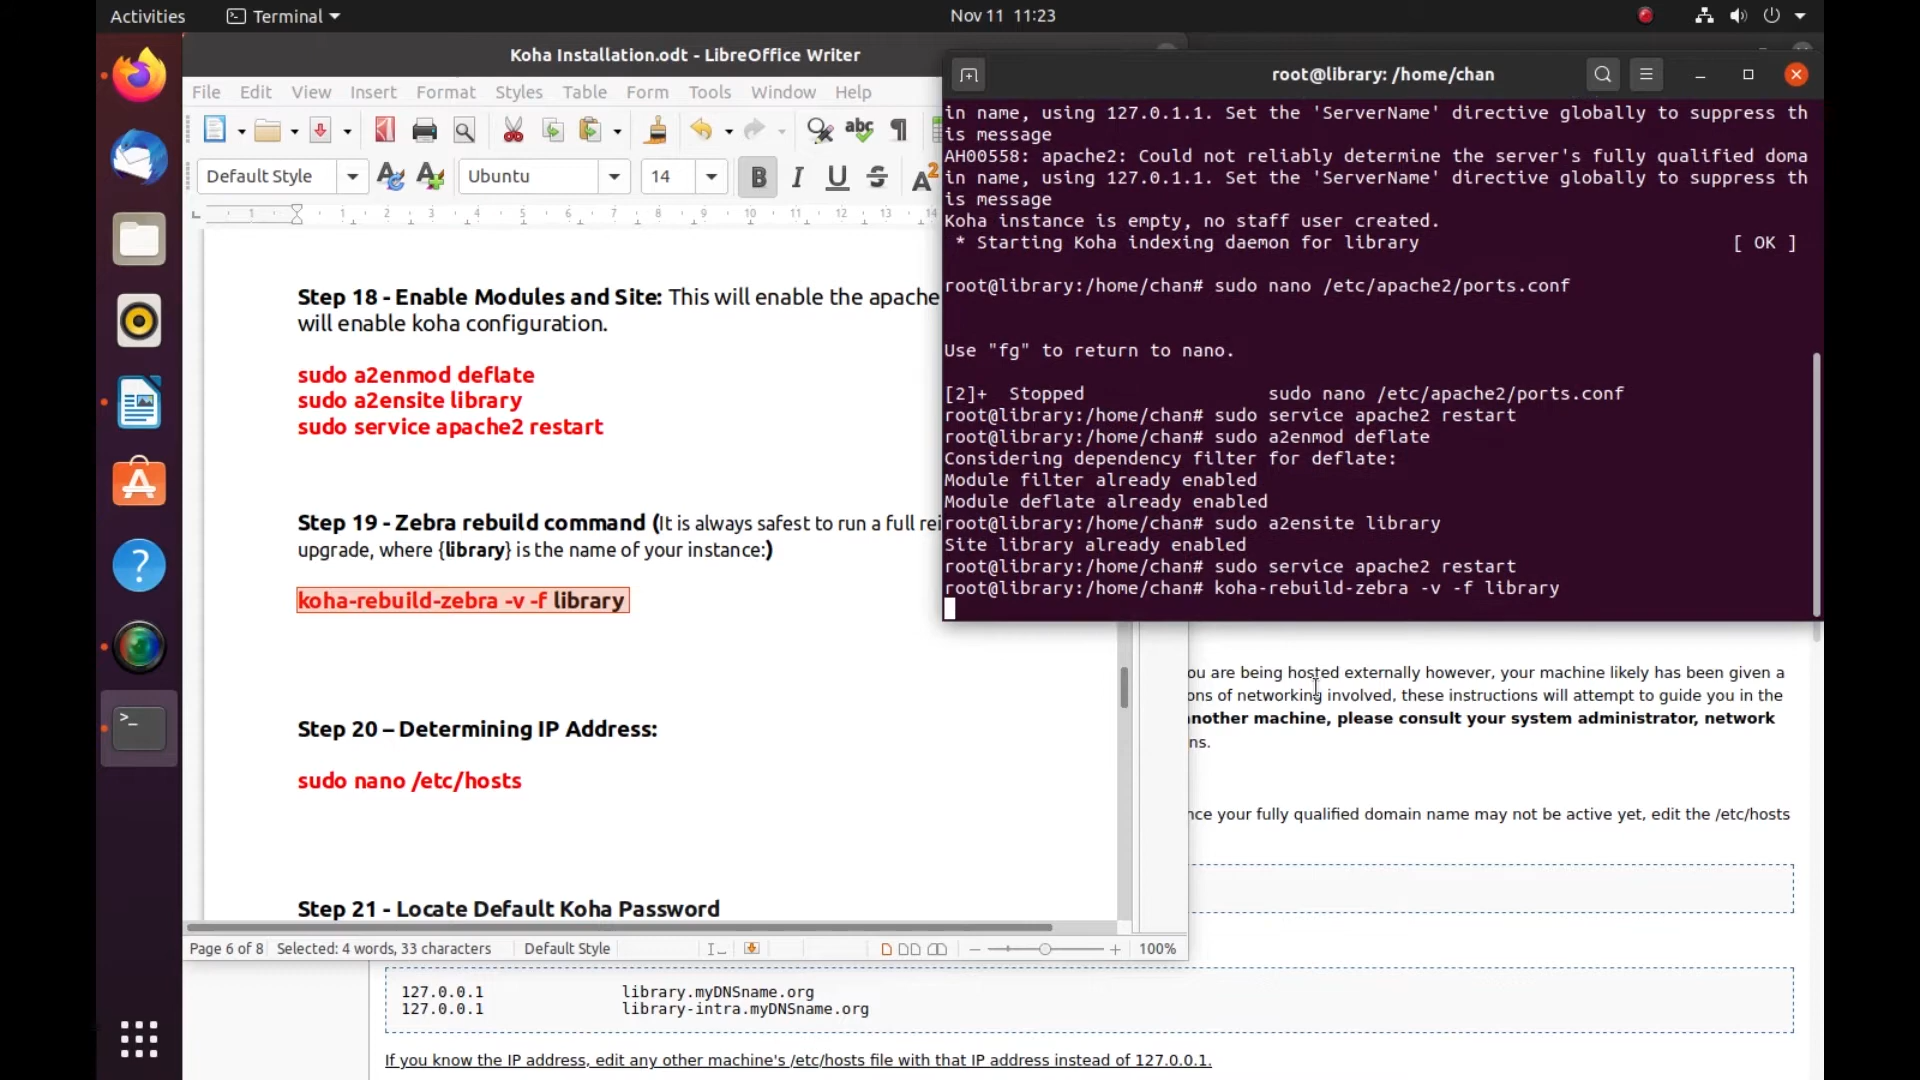 Activities
Terminal
Nov 11 11:23
Koha Installation.odt - LibreOffice Writer
File Edit View Insert Format Styles Table Form Tools Window Help
Default Style
Ubuntu
14
1 1 2 3 4 5 6 7 8 9 10 11 12 13 14
Step 18 - Enable Modules and Site: This will enable the apache
will enable koha configuration.
sudo a2enmod deflate
sudo a2ensite library
sudo service apache2 restart
Step 19 - Zebra rebuild command (It is always safest to run a full rei
upgrade, where {library} is the name of your instance:)
koha-rebuild-zebra -v -f library
Step 20 – Determining IP Address:
sudo nano /etc/hosts
Step 21 - Locate Default Koha Password
Page 6 of 8 Selected: 4 words, 33 characters Default Style 100%
root@library: /home/chan
in name, using 127.0.1.1. Set the 'ServerName' directive globally to suppress th
is message
AH00558: apache2: Could not reliably determine the server's fully qualified doma
in name, using 127.0.1.1. Set the 'ServerName' directive globally to suppress th
is message
Koha instance is empty, no staff user created.
* Starting Koha indexing daemon for library [ OK ]
root@library:/home/chan# sudo nano /etc/apache2/ports.conf
Use "fg" to return to nano.
[2]+ Stopped sudo nano /etc/apache2/ports.conf
root@library:/home/chan# sudo service apache2 restart
root@library:/home/chan# sudo a2enmod deflate
Considering dependency filter for deflate:
Module filter already enabled
Module deflate already enabled
root@library:/home/chan# sudo a2ensite library
Site library already enabled
root@library:/home/chan# sudo service apache2 restart
root@library:/home/chan# koha-rebuild-zebra -v -f library
ou are being hosted externally however, your machine likely has been given a
ons of networking involved, these instructions will attempt to guide you in the
nother machine, please consult your system administrator, network
ns.
nce your fully qualified domain name may not be active yet, edit the /etc/hosts
127.0.0.1 library.myDNSname.org
127.0.0.1 library-intra.myDNSname.org
If you know the IP address, edit any other machine's /etc/hosts file with that IP address instead of 127.0.0.1.